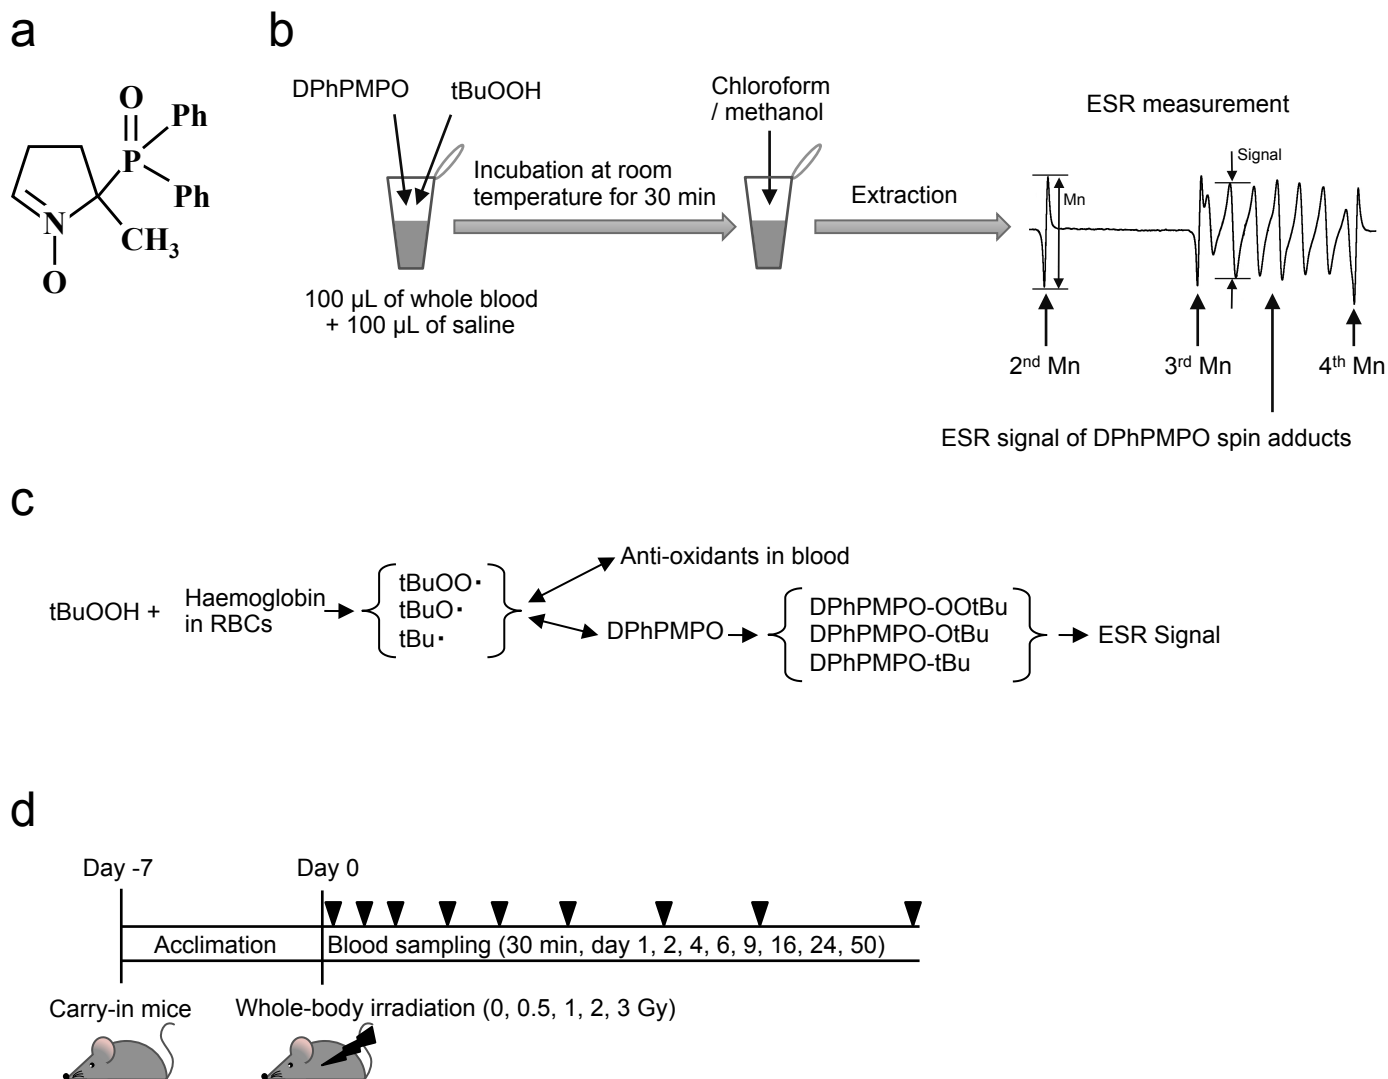 a
O
Ph
P
Ph
N
CH3
O
b
DPhPMPO
tBuOOH
Incubation at room
temperature for 30 min
100 µL of whole blood
+ 100 µL of saline
Chloroform
/ methanol
Extraction
ESR measurement
Signal
Mn
2nd Mn
3rd Mn
4th Mn
ESR signal of DPhPMPO spin adducts
c
tBuOOH +
Haemoglobin
in RBCs
tBuOO·
tBuO·
tBu·
Anti-oxidants in blood
DPhPMPO
DPhPMPO-OOtBu
DPhPMPO-OtBu
DPhPMPO-tBu
ESR Signal
d
Day -7
Day 0
Acclimation
Blood sampling (30 min, day 1, 2, 4, 6, 9, 16, 24, 50)
Carry-in mice
Whole-body irradiation (0, 0.5, 1, 2, 3 Gy)